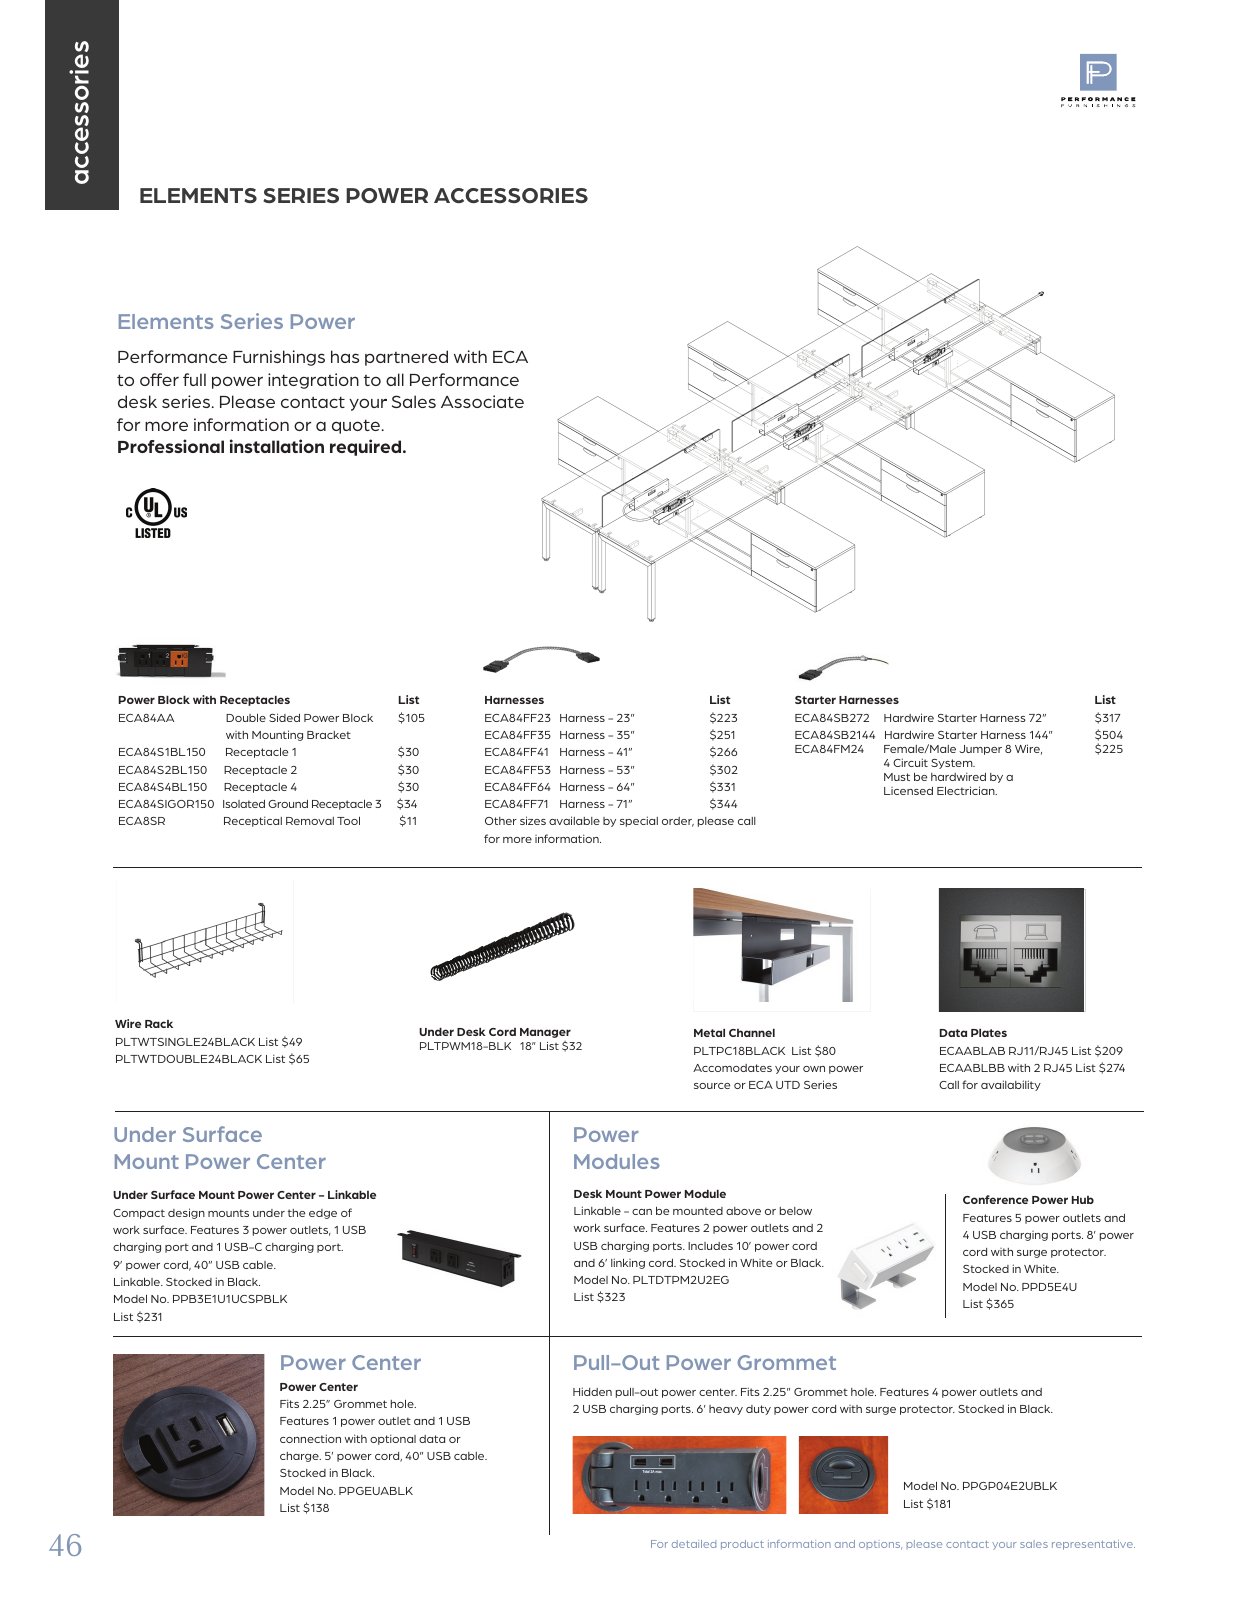 accessories
PERFORMANCE
FURNISHINGS
ELEMENTS SERIES POWER ACCESSORIES
Elements Series Power
Performance Furnishings has partnered with ECA
to offer full power integration to all Performance
desk series. Please contact your Sales Associate
for more information or a quote.
Professional installation required.
C UL US
®
LISTED
Power Block with Receptacles List
ECA84AA Double Sided Power Block $105
with Mounting Bracket
ECA84S1BL150 Receptacle 1 $30
ECA84S2BL150 Receptacle 2 $30
ECA84S4BL150 Receptacle 4 $30
ECA84SIGOR150 Isolated Ground Receptacle 3 $34
ECA8SR Receptical Removal Tool $11
Harnesses List
ECA84FF23 Harness - 23″ $223
ECA84FF35 Harness - 35″ $251
ECA84FF41 Harness - 41″ $266
ECA84FF53 Harness - 53″ $302
ECA84FF64 Harness - 64″ $331
ECA84FF71 Harness - 71″ $344
Other sizes available by special order, please call
for more information.
Starter Harnesses List
ECA84SB272 Hardwire Starter Harness 72″ $317
ECA84SB2144 Hardwire Starter Harness 144″ $504
ECA84FM24 Female/Male Jumper 8 Wire, $225
4 Circuit System.
Must be hardwired by a
Licensed Electrician.
Wire Rack
PLTWTSINGLE24BLACK List $49
PLTWTDOUBLE24BLACK List $65
Under Desk Cord Manager
PLTPWM18-BLK 18″ List $32
Metal Channel
PLTPC18BLACK List $80
Accomodates your own power
source or ECA UTD Series
Data Plates
ECAABLAB RJ11/RJ45 List $209
ECAABLBB with 2 RJ45 List $274
Call for availability
Under Surface
Mount Power Center
Under Surface Mount Power Center - Linkable
Compact design mounts under the edge of
work surface. Features 3 power outlets, 1 USB
charging port and 1 USB-C charging port.
9′ power cord, 40″ USB cable.
Linkable. Stocked in Black.
Model No. PPB3E1U1UCSPBLK
List $231
Power
Modules
Desk Mount Power Module
Linkable - can be mounted above or below
work surface. Features 2 power outlets and 2
USB charging ports. Includes 10′ power cord
and 6′ linking cord. Stocked in White or Black.
Model No. PLTDTPM2U2EG
List $323
Conference Power Hub
Features 5 power outlets and
4 USB charging ports. 8′ power
cord with surge protector.
Stocked in White.
Model No. PPD5E4U
List $365
Power Center
Power Center
Fits 2.25″ Grommet hole.
Features 1 power outlet and 1 USB
connection with optional data or
charge. 5′ power cord, 40″ USB cable.
Stocked in Black.
Model No. PPGEUABLK
List $138
Pull-Out Power Grommet
Hidden pull-out power center. Fits 2.25″ Grommet hole. Features 4 power outlets and
2 USB charging ports. 6′ heavy duty power cord with surge protector. Stocked in Black.
Total 2A max.
Model No. PPGP04E2UBLK
List $181
46
For detailed product information and options, please contact your sales representative.